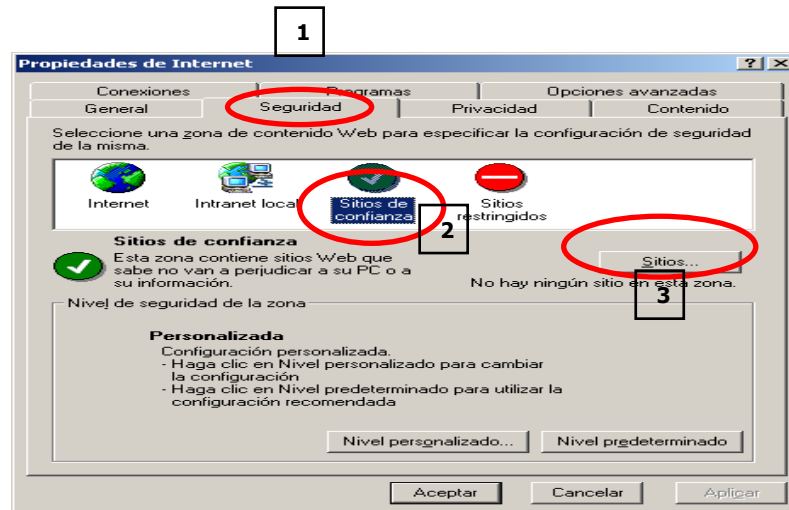 1
Propiedades de Internet
Conexiones Programas Opciones avanzadas
General Seguridad Privacidad Contenido
Seleccione una zona de contenido Web para especificar la configuración de seguridad
de la misma.
Internet Intranet local Sitios de confianza Sitios restringidos
2
Sitios de confianza
Esta zona contiene sitios Web que
sabe no van a perjudicar a su PC o a
su información.
Sitios...
No hay ningún sitio en esta zona.
3
Nivel de seguridad de la zona
Personalizada
Configuración personalizada.
- Haga clic en Nivel personalizado para cambiar
la configuración
- Haga clic en Nivel predeterminado para utilizar la
configuración recomendada
Nivel personalizado... Nivel predeterminado
Aceptar Cancelar Aplicar